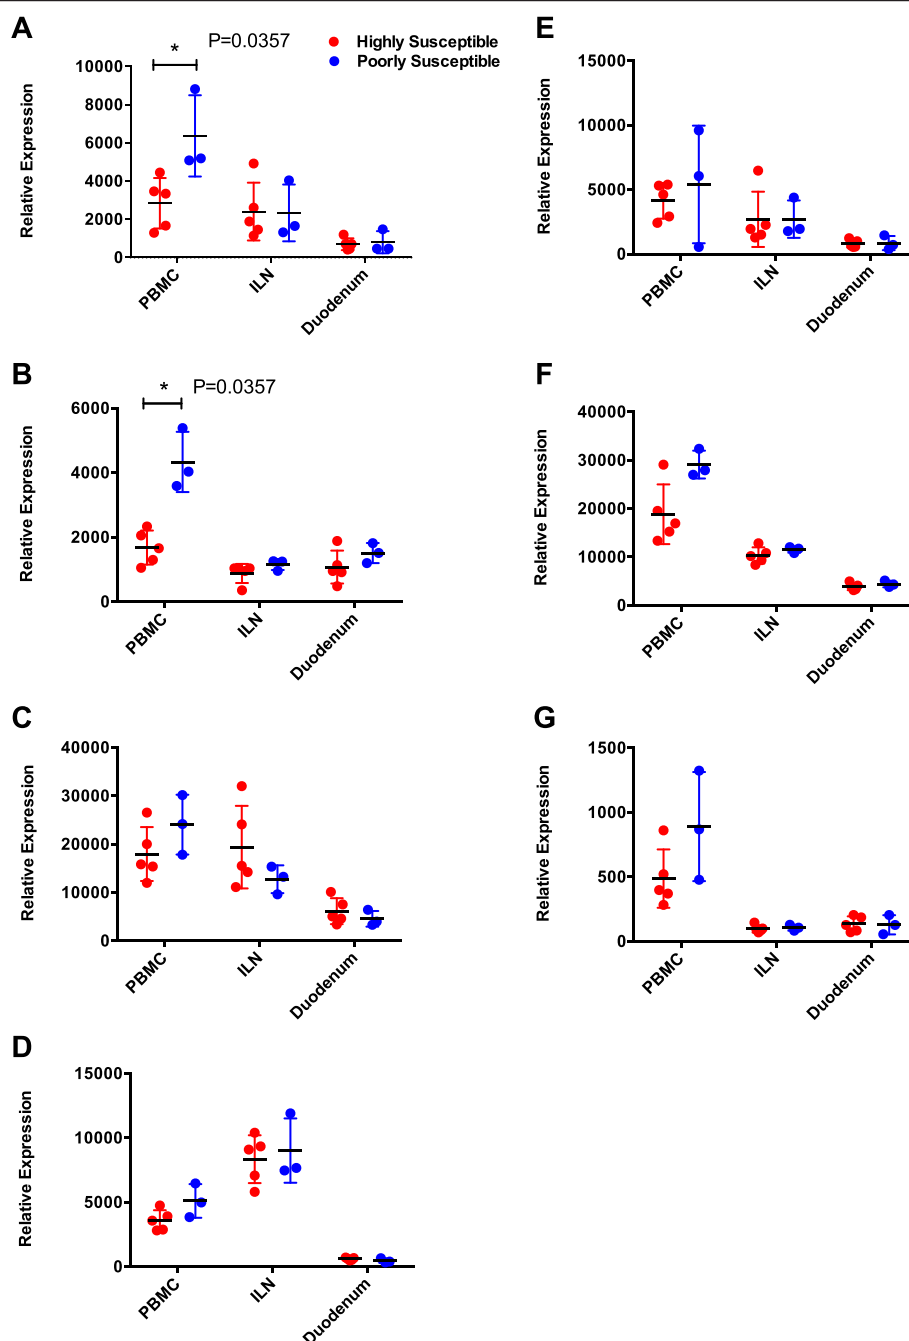 A
P=0.0357
*
Highly Susceptible
Poorly Susceptible
Relative Expression
10000
8000
6000
4000
2000
0
PBMC
ILN
Duodenum
E
Relative Expression
15000
10000
5000
0
PBMC
ILN
Duodenum
B
*
P=0.0357
Relative Expression
6000
4000
2000
0
PBMC
ILN
Duodenum
F
Relative Expression
40000
30000
20000
10000
0
PBMC
ILN
Duodenum
C
Relative Expression
40000
30000
20000
10000
0
PBMC
ILN
Duodenum
G
Relative Expression
1500
1000
500
0
PBMC
ILN
Duodenum
D
Relative Expression
15000
10000
5000
0
PBMC
ILN
Duodenum